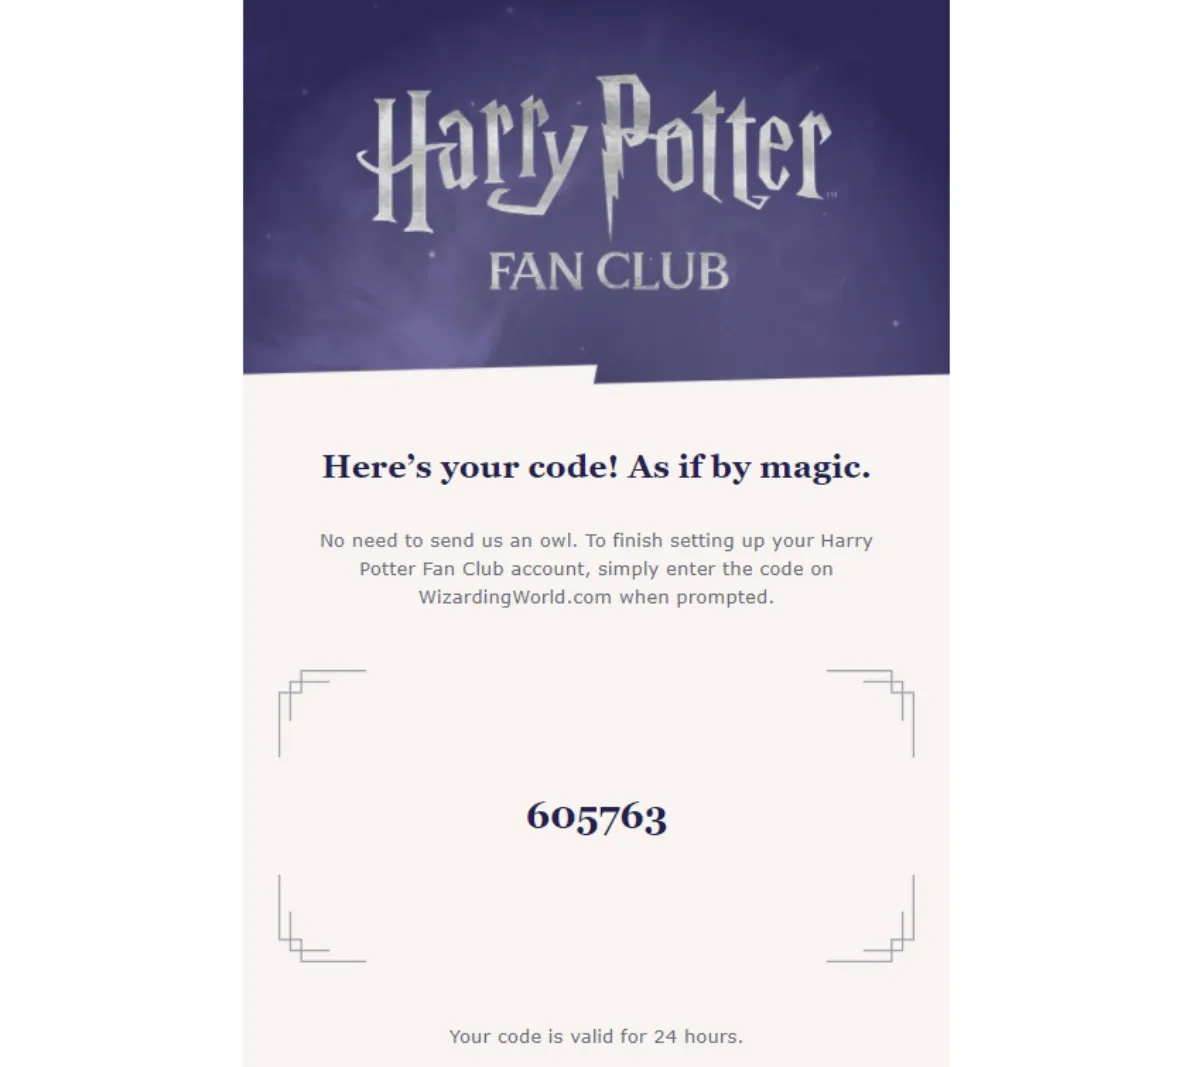 Harry Potter™
FAN CLUB
Here’s your code! As if by magic.
No need to send us an owl. To finish setting up your Harry
Potter Fan Club account, simply enter the code on
WizardingWorld.com when prompted.
605763
Your code is valid for 24 hours.